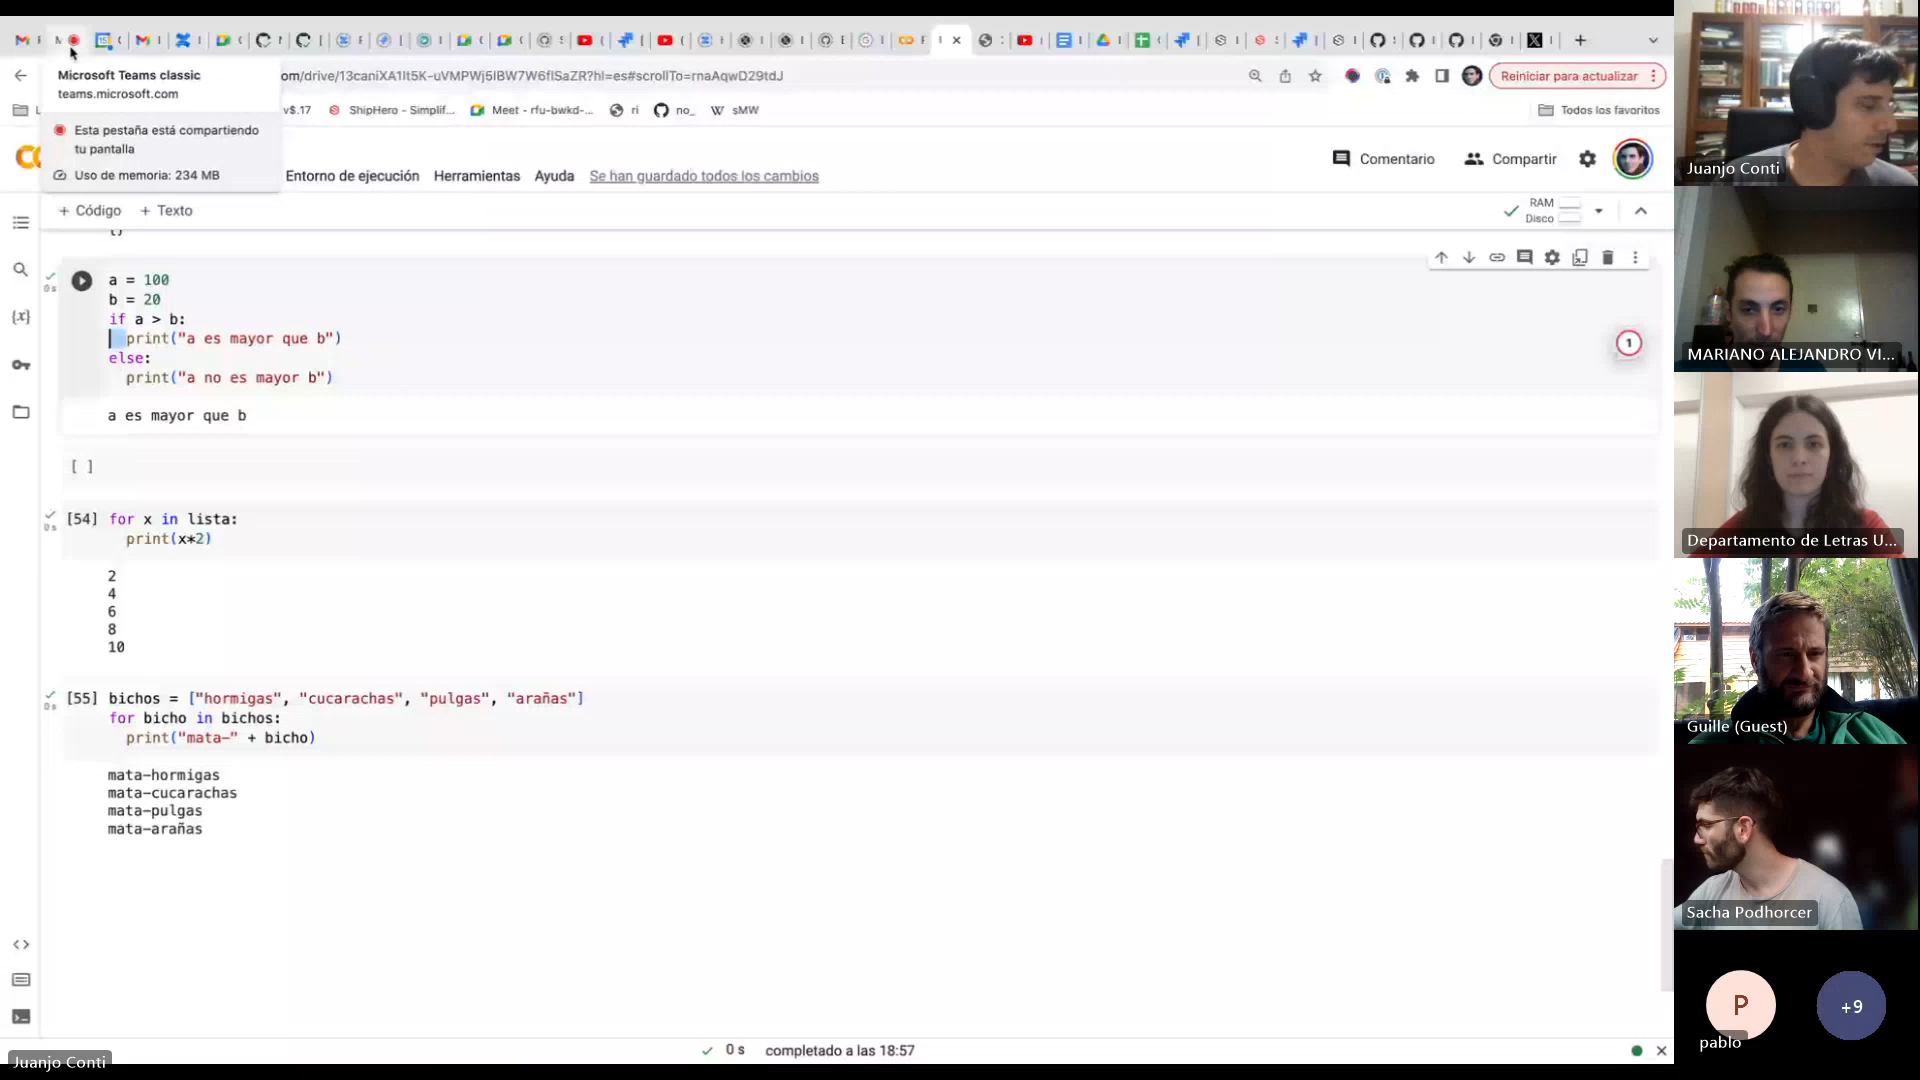 Microsoft Teams classic
teams.microsoft.com
Esta pestaña está compartiendo
tu pantalla
Uso de memoria: 234 MB
om/drive/13caniXA1It5K-uVMPWj5IBW7W6flSaZR?hl=es#scrollTo=rnaAqwD29tdJ
Reiniciar para actualizar
v$.17
ShipHero - Simplif...
Meet - rfu-bwkd-...
ri
no_
sMW
Todos los favoritos
Entorno de ejecución Herramientas Ayuda Se han guardado todos los cambios
Comentario
Compartir
+ Código + Texto
RAM
Disco
{}
a = 100
b = 20
if a > b:
print("a es mayor que b")
else:
print("a no es mayor b")
1
a es mayor que b
[ ]
[54] for x in lista:
print(x*2)
2
4
6
8
10
[55] bichos = ["hormigas", "cucarachas", "pulgas", "arañas"]
for bicho in bichos:
print("mata-" + bicho)
mata-hormigas
mata-cucarachas
mata-pulgas
mata-arañas
0 s completado a las 18:57
Juanjo Conti
Juanjo Conti
MARIANO ALEJANDRO VI...
Departamento de Letras U...
Guille (Guest)
Sacha Podhorcer
P
pablo
+9